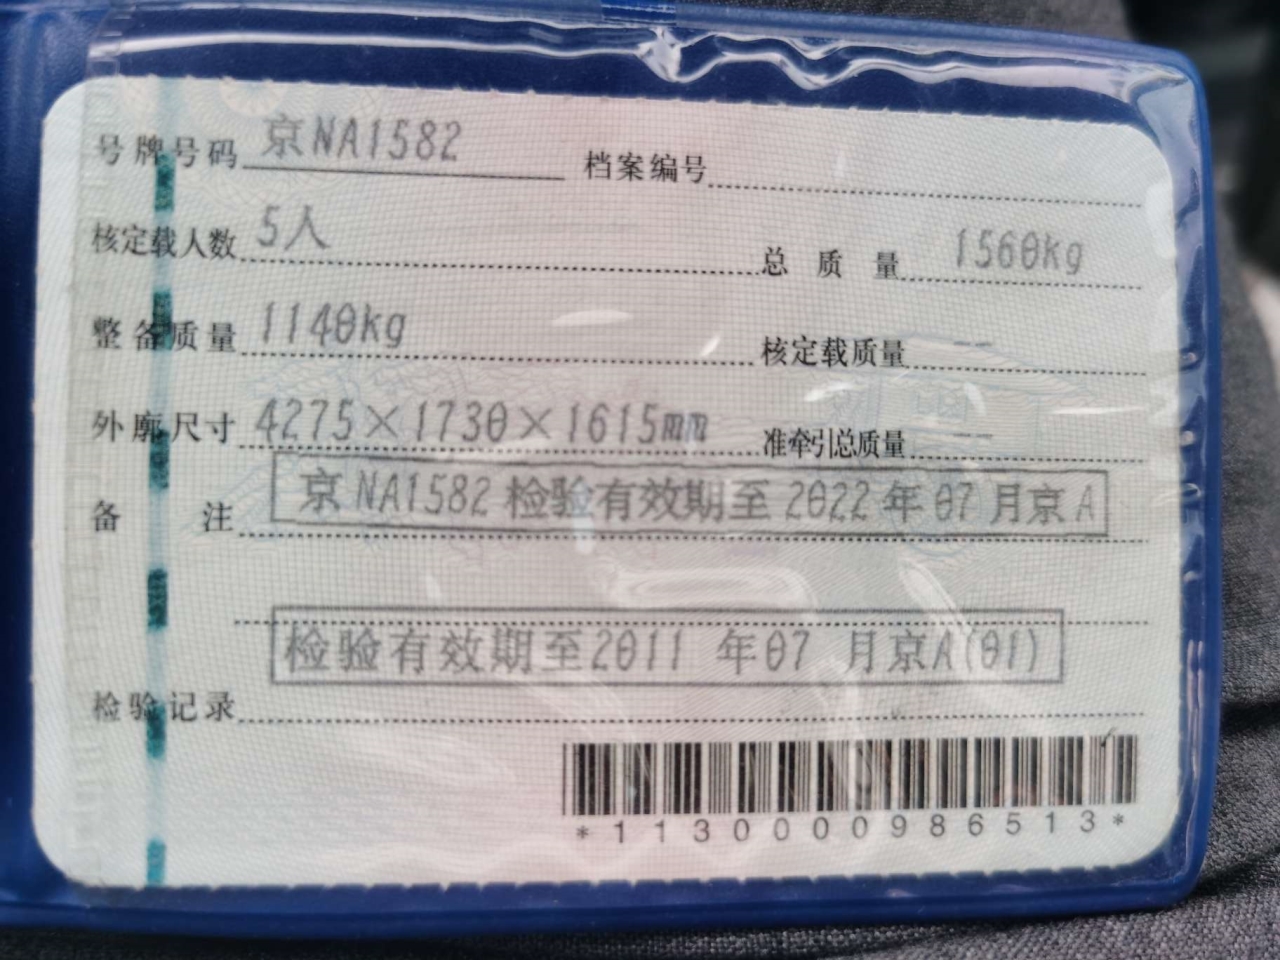 号牌号码 京NA1582 档案编号
核定载人数 5人 总质量 1560kg
整备质量 1140kg 核定载质量 --
外廓尺寸 4275×1730×1615mm 准牵引总质量 --
备注 京NA1582检验有效期至2022年07月京A
检验有效期至2011 年07 月京A(01)
检验记录
*1130000986513*